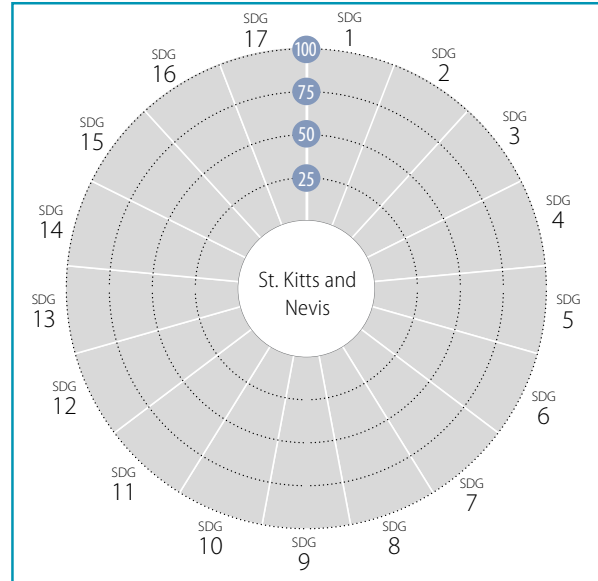 SDG
17
SDG
1
SDG
2
SDG
3
SDG
4
SDG
5
SDG
6
SDG
7
SDG
8
SDG
9
SDG
10
SDG
11
SDG
12
SDG
13
SDG
14
SDG
15
SDG
16
100
75
50
25
St. Kitts and
Nevis